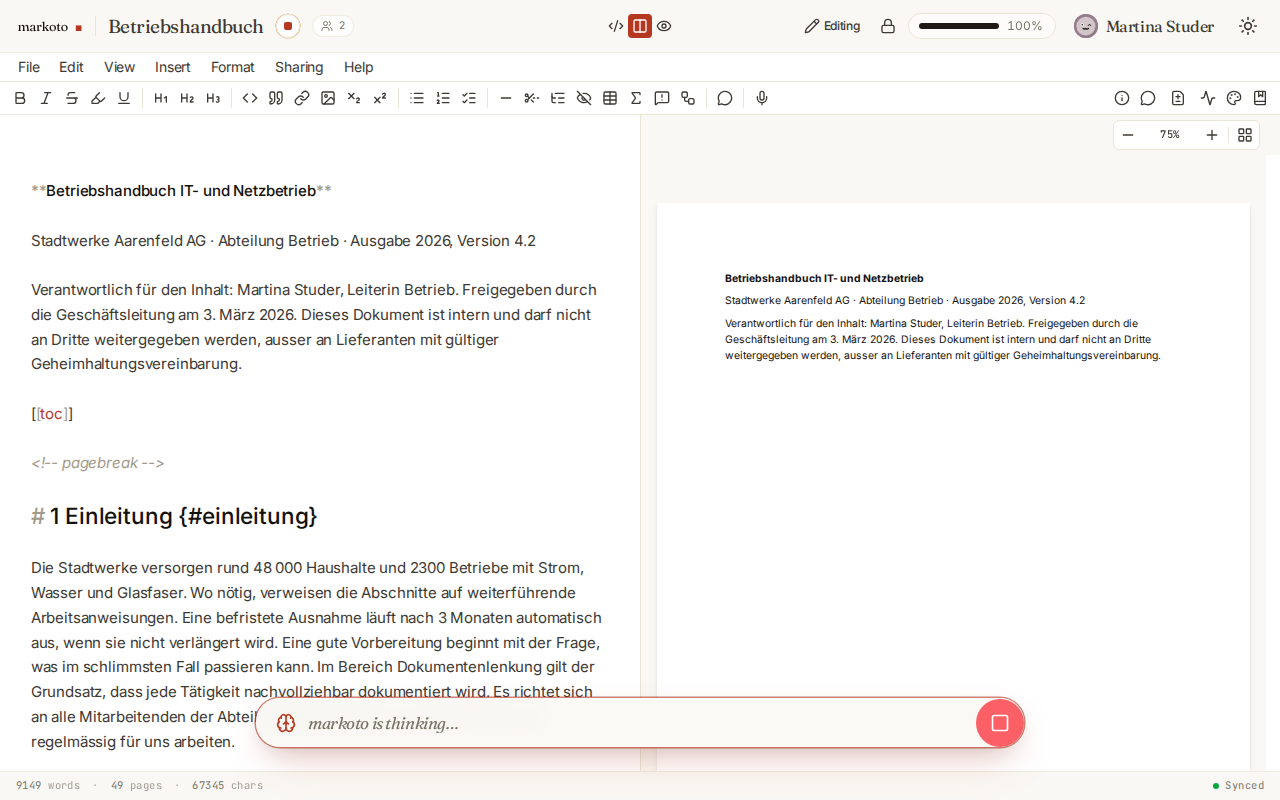 markoto
Betriebshandbuch
2
Editing
100%
Martina Studer
File Edit View Insert Format Sharing Help
H1 H2 H3
75%
**Betriebshandbuch IT- und Netzbetrieb**
Stadtwerke Aarenfeld AG · Abteilung Betrieb · Ausgabe 2026, Version 4.2
Verantwortlich für den Inhalt: Martina Studer, Leiterin Betrieb. Freigegeben durch
die Geschäftsleitung am 3. März 2026. Dieses Dokument ist intern und darf nicht
an Dritte weitergegeben werden, ausser an Lieferanten mit gültiger
Geheimhaltungsvereinbarung.
[[toc]]
<!-- pagebreak -->
# 1 Einleitung {#einleitung}
Die Stadtwerke versorgen rund 48 000 Haushalte und 2300 Betriebe mit Strom,
Wasser und Glasfaser. Wo nötig, verweisen die Abschnitte auf weiterführende
Arbeitsanweisungen. Eine befristete Ausnahme läuft nach 3 Monaten automatisch
aus, wenn sie nicht verlängert wird. Eine gute Vorbereitung beginnt mit der Frage,
was im schlimmsten Fall passieren kann. Im Bereich Dokumentenlenkung gilt der
Grundsatz, dass jede Tätigkeit nachvollziehbar dokumentiert wird. Es richtet sich
an alle Mitarbeitenden der
regelmässig für uns arbeiten.
Betriebshandbuch IT- und Netzbetrieb
Stadtwerke Aarenfeld AG · Abteilung Betrieb · Ausgabe 2026, Version 4.2
Verantwortlich für den Inhalt: Martina Studer, Leiterin Betrieb. Freigegeben durch die
Geschäftsleitung am 3. März 2026. Dieses Dokument ist intern und darf nicht an Dritte
weitergegeben werden, ausser an Lieferanten mit gültiger Geheimhaltungsvereinbarung.
markoto is thinking...
9149 words · 49 pages · 67345 chars
Synced